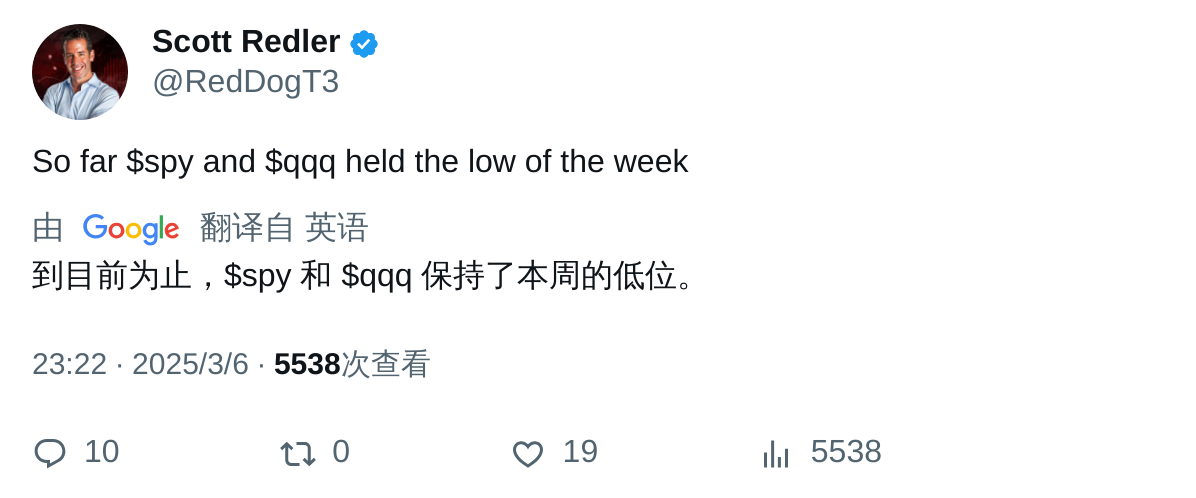 Scott Redler
@RedDogT3
So far $spy and $qqq held the low of the week
由 Google 翻译自 英语
到目前为止，$spy 和 $qqq 保持了本周的低位。
23:22 · 2025/3/6 · 5538次查看
10 0 19 5538